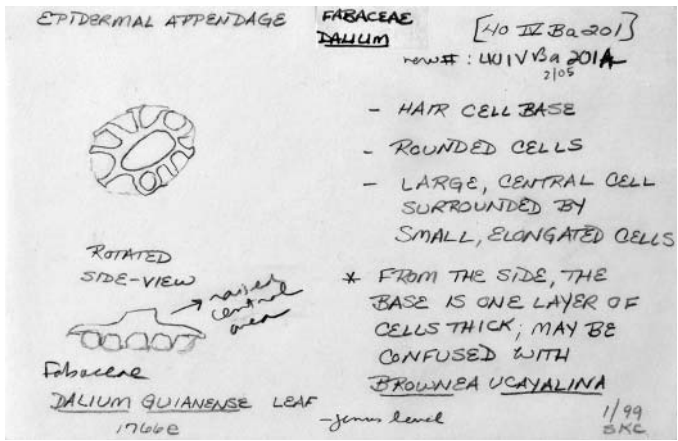 EPIDERMAL APPENDAGE
FABACEAE
DALIUM
[40 IV Ba 201]
new# : 40IVBa 201A
2/05
- HAIR CELL BASE
- ROUNDED CELLS
- LARGE, CENTRAL CELL
SURROUNDED BY
SMALL, ELONGATED CELLS
ROTATED
SIDE-VIEW
raised
central
area
* FROM THE SIDE, THE
BASE IS ONE LAYER OF
CELLS THICK; MAY BE
CONFUSED WITH
BROWNEA UCAYALINA
Fabaceae
DALIUM GUIANENSE LEAF
1766e
-genus level
1/99
SKC